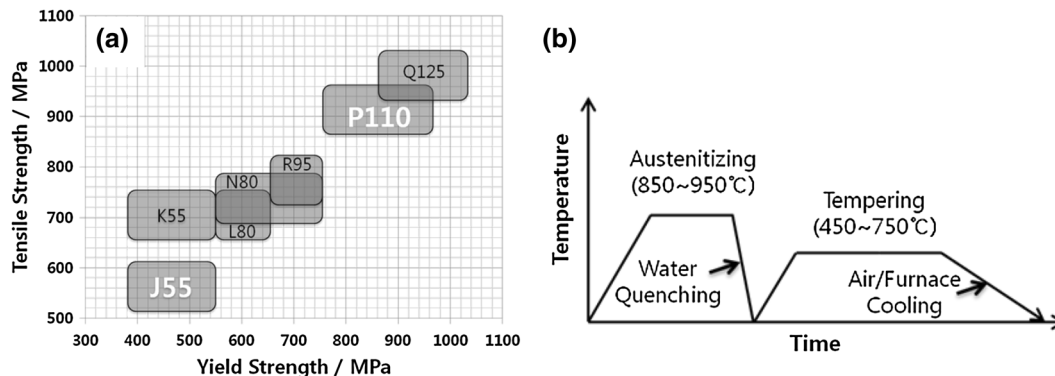 (a)
Tensile Strength / MPa
1100
1000
900
800
700
600
500
Q125
P110
R95
N80
K55
L80
J55
300 400 500 600 700 800 900 1000 1100
Yield Strength / MPa
(b)
Temperature
Austenitizing
(850~950℃)
Tempering
(450~750℃)
Water
Quenching
Air/Furnace
Cooling
Time